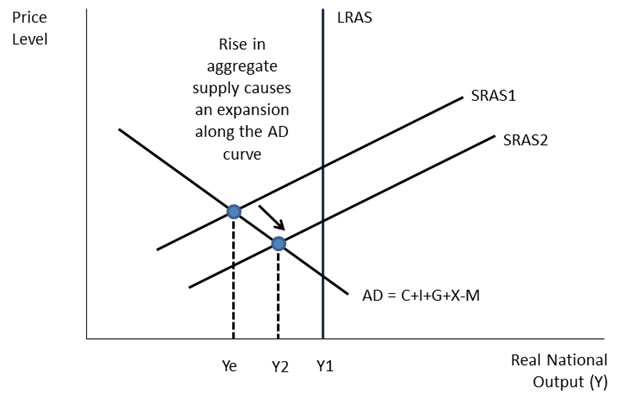 Price
Level
LRAS
Rise in
aggregate
supply causes
an expansion
along the AD
curve
SRAS1
SRAS2
AD = C+I+G+X-M
Ye
Y2
Y1
Real National
Output (Y)